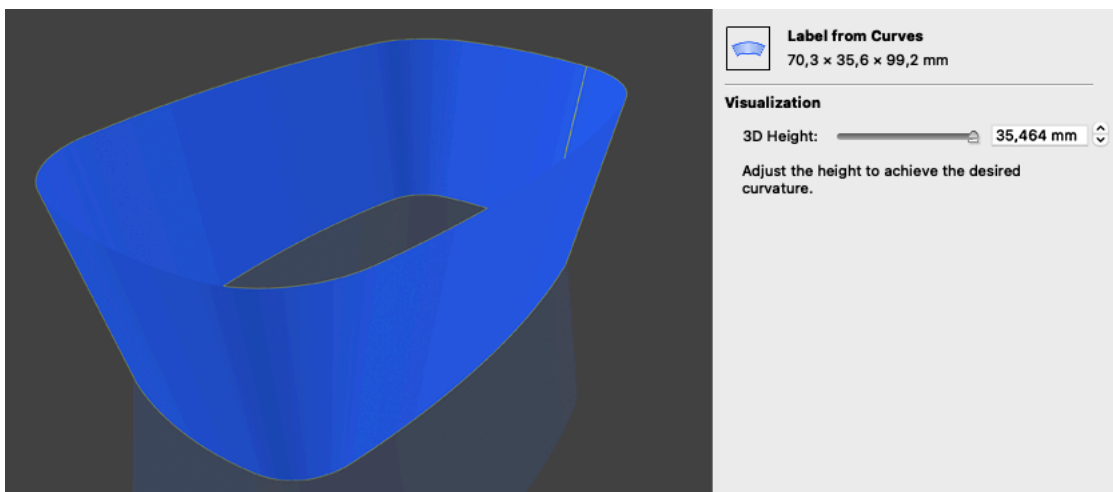 Label from Curves
70,3 × 35,6 × 99,2 mm
Visualization
3D Height: 35,464 mm
Adjust the height to achieve the desired
curvature.